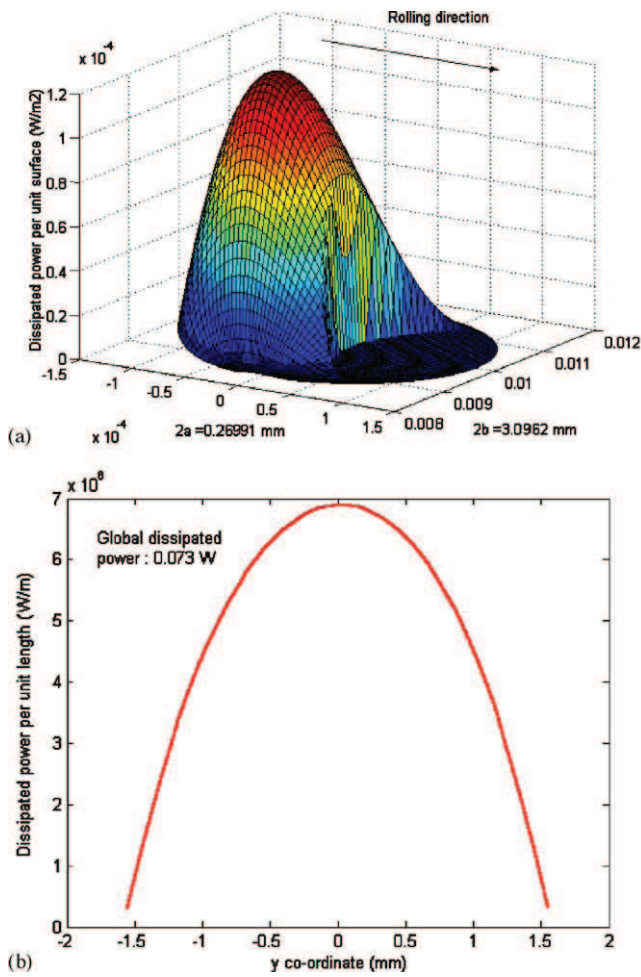 Rolling direction
x 10⁻⁴
Dissipated power per unit surface (W/m2)
1.2
1
0.8
0.6
0.4
0.2
0
-1.5
-1
-0.5
0
0.5
1
1.5
0.008
0.009
0.01
0.011
0.012
x 10⁻⁴
2a =0.26991 mm
2b =3.0962 mm
(a)
x 10⁶
Global dissipated
power : 0.073 W
Dissipated power per unit length (W/m)
7
6
5
4
3
2
1
0
-2
-1.5
-1
-0.5
0
0.5
1
1.5
2
y co-ordinate (mm)
(b)